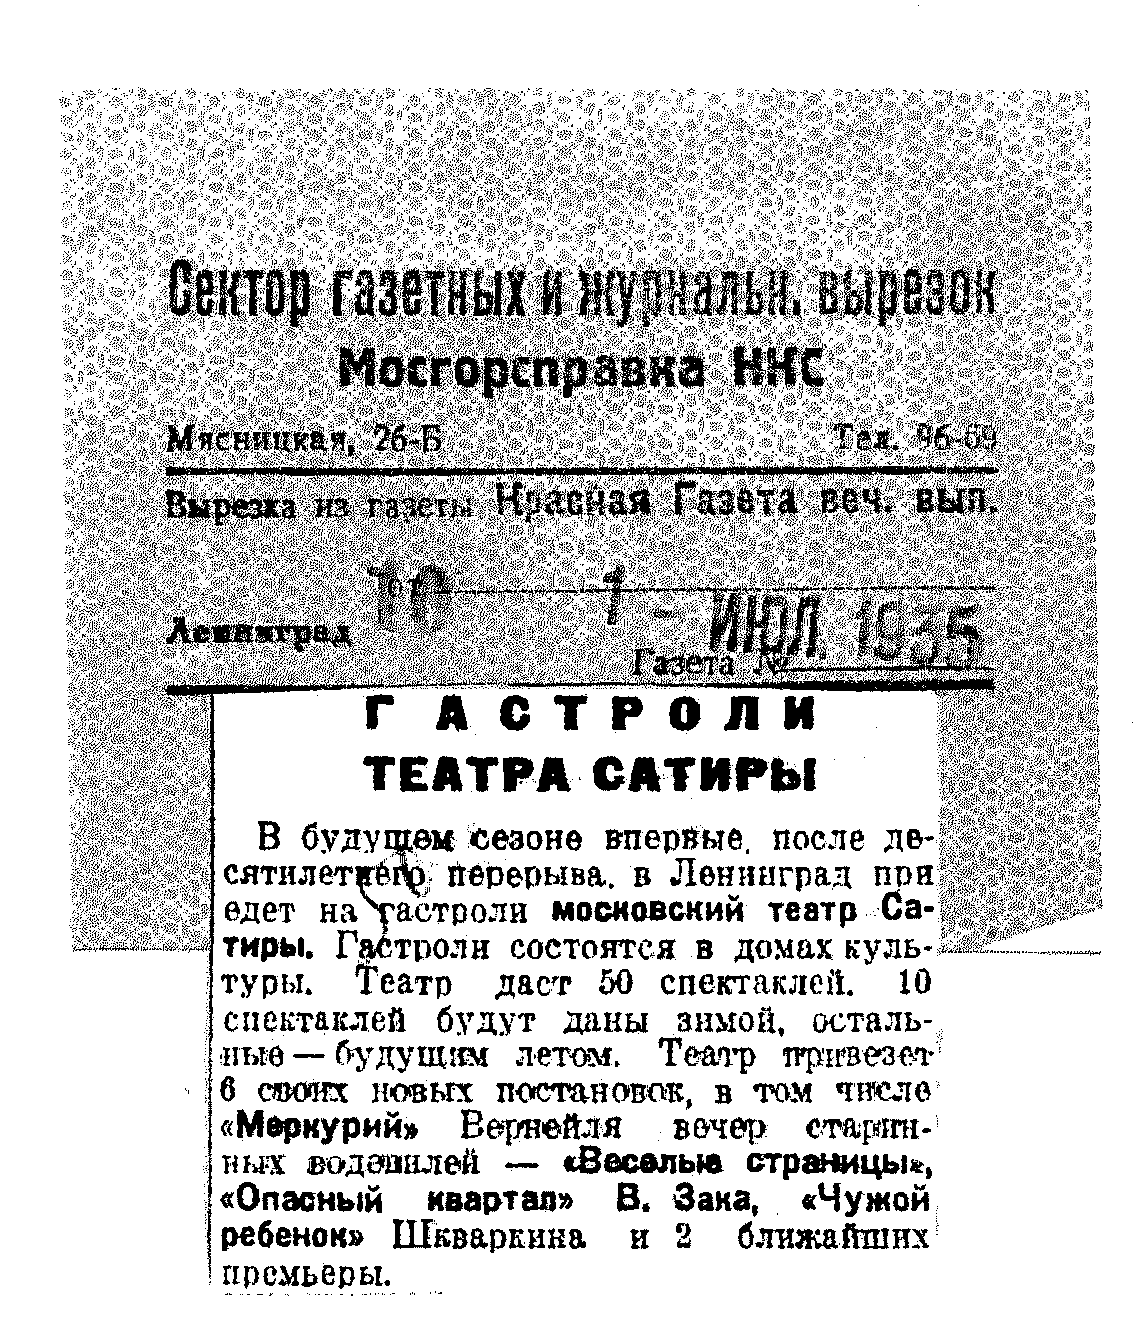 Сектор газетных и журнальн. вырезок
Мосгорсправка НКС
Мясницкая, 26-Б Тел. 96-69
Вырезка из газеты Красная Газета веч. вып.
от 1 - ИЮЛ. 1935
Ленинград
Газета №
ГАСТРОЛИ
ТЕАТРА САТИРЫ
В будущем сезоне впервые, после де-
сятилетнего перерыва, в Ленинград при
едет на гастроли московский театр Са-
тиры. Гастроли состоятся в домах куль-
туры. Театр даст 50 спектаклей. 10
спектаклей будут даны зимой, осталь-
ные — будущим летом. Театр привезет
6 своих новых постановок, в том числе
«Меркурий» Вернейля вечер старин-
ных водевилей — «Веселые страницы»,
«Опасный квартал» В. Зака, «Чужой
ребенок» Шкваркина и 2 ближайших
премьеры.